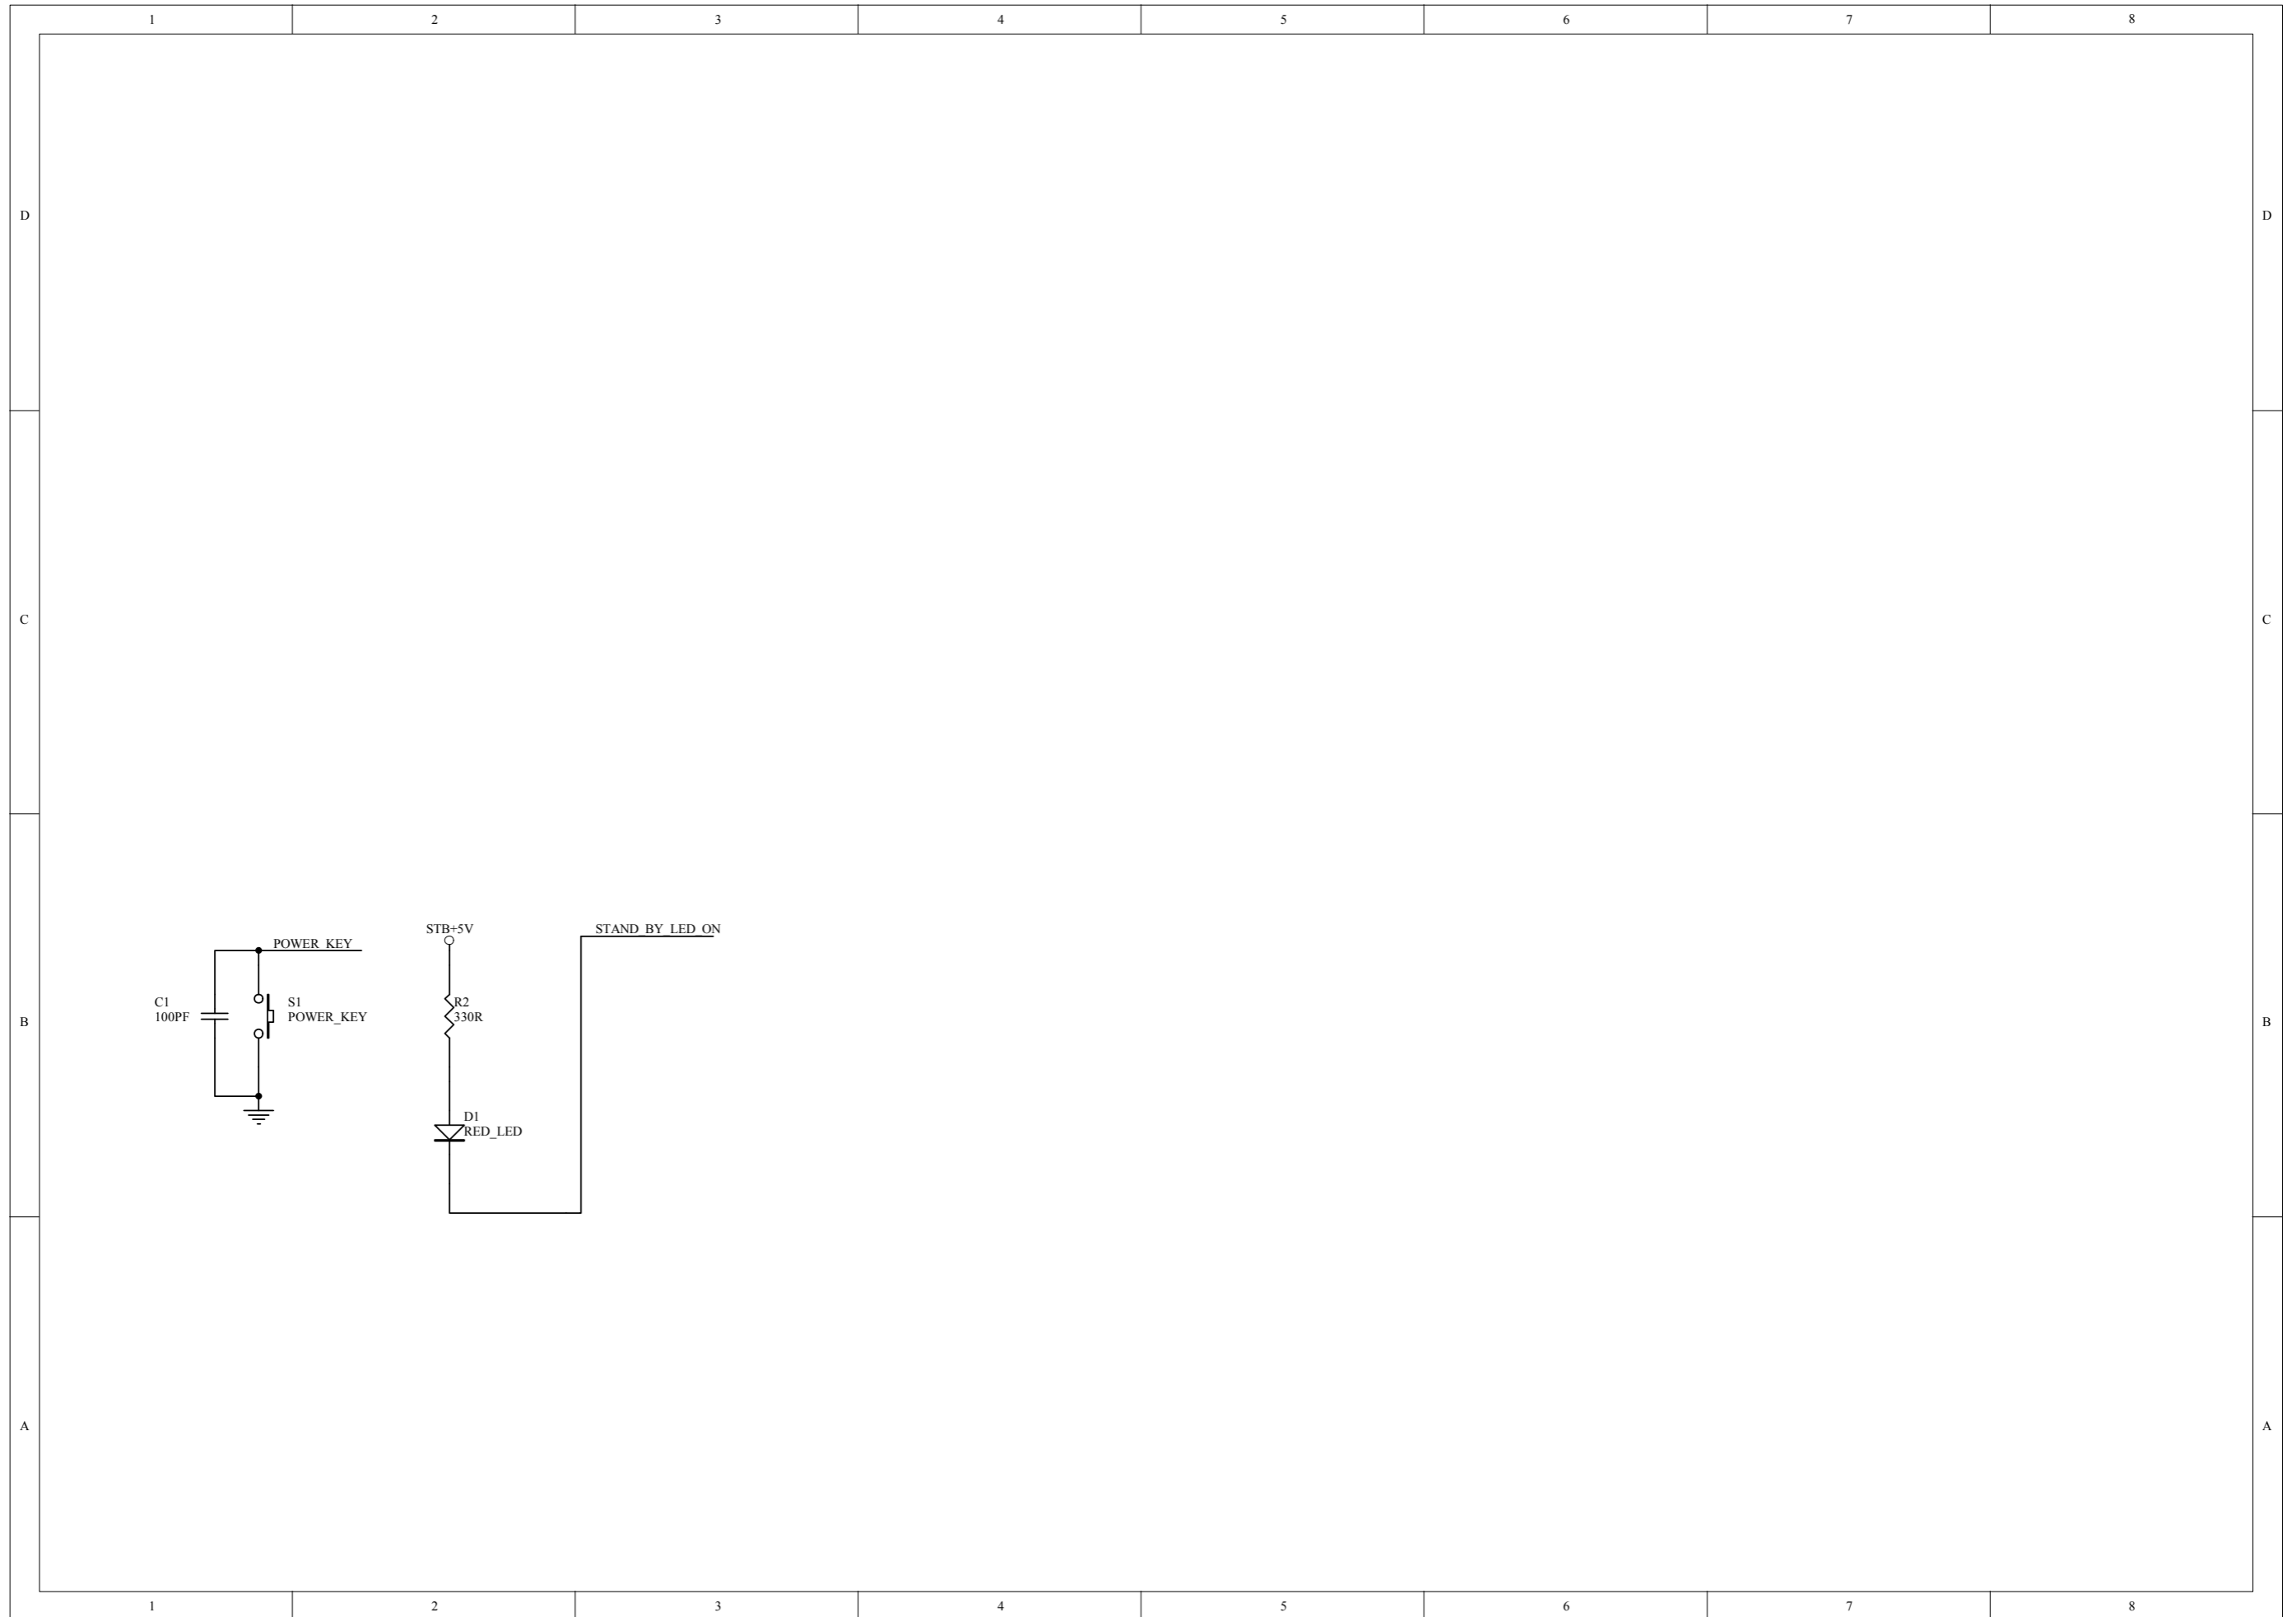 1 2 3 4 5 6 7 8
D D
C C
STB+5V STAND_BY_LED_ON
POWER_KEY
C1 S1 R2
100PF POWER_KEY 330R
B B
D1
RED_LED
A A
1 2 3 4 5 6 7 8